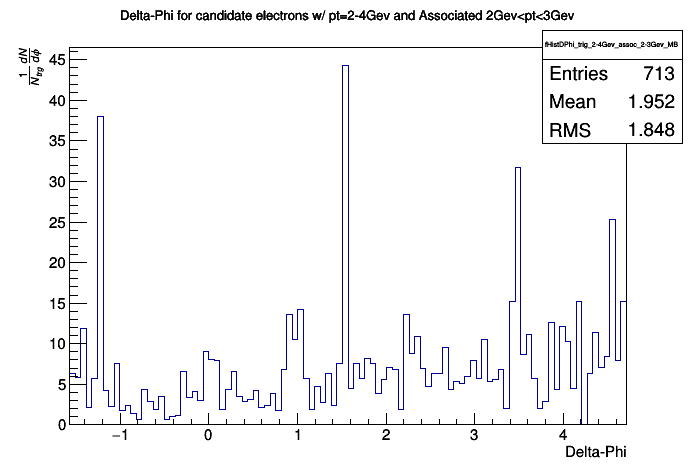 Delta-Phi for candidate electrons w/ pt=2-4Gev and Associated 2Gev<pt<3Gev
fHistDPhi_trig_2-4Gev_assoc_2-3Gev_MB
Entries 713
Mean 1.952
RMS 1.848
1 dN
N_trg dϕ
45
40
35
30
25
20
15
10
5
0
−1 0 1 2 3 4
Delta-Phi